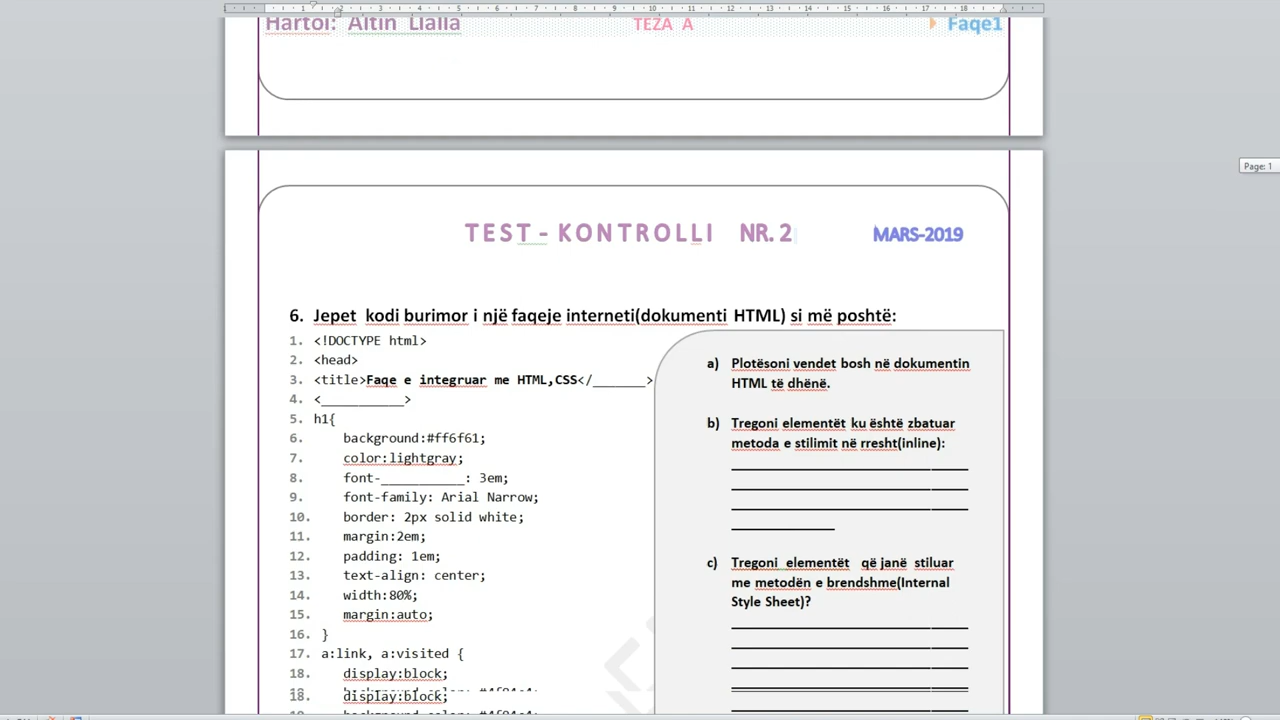 Hartoi: Altin Llalla TEZA A Faqe1
Page: 1
TEST - KONTROLLI NR. 2 MARS-2019
6. Jepet kodi burimor i një faqeje interneti(dokumenti HTML) si më poshtë:
1. <!DOCTYPE html>
2. <head>
3. <title>Faqe e integruar me HTML,CSS</_______>
4. <___________>
5. h1{
6. background:#ff6f61;
7. color:lightgray;
8. font-___________: 3em;
9. font-family: Arial Narrow;
10. border: 2px solid white;
11. margin:2em;
12. padding: 1em;
13. text-align: center;
14. width:80%;
15. margin:auto;
16. }
17. a:link, a:visited {
18. display:block;
18. display:block;
a) Plotësoni vendet bosh në dokumentin
HTML të dhënë.
b) Tregoni elementët ku është zbatuar
metoda e stilimit në rresht(inline):
c) Tregoni elementët që janë stiluar
me metodën e brendshme(Internal
Style Sheet)?